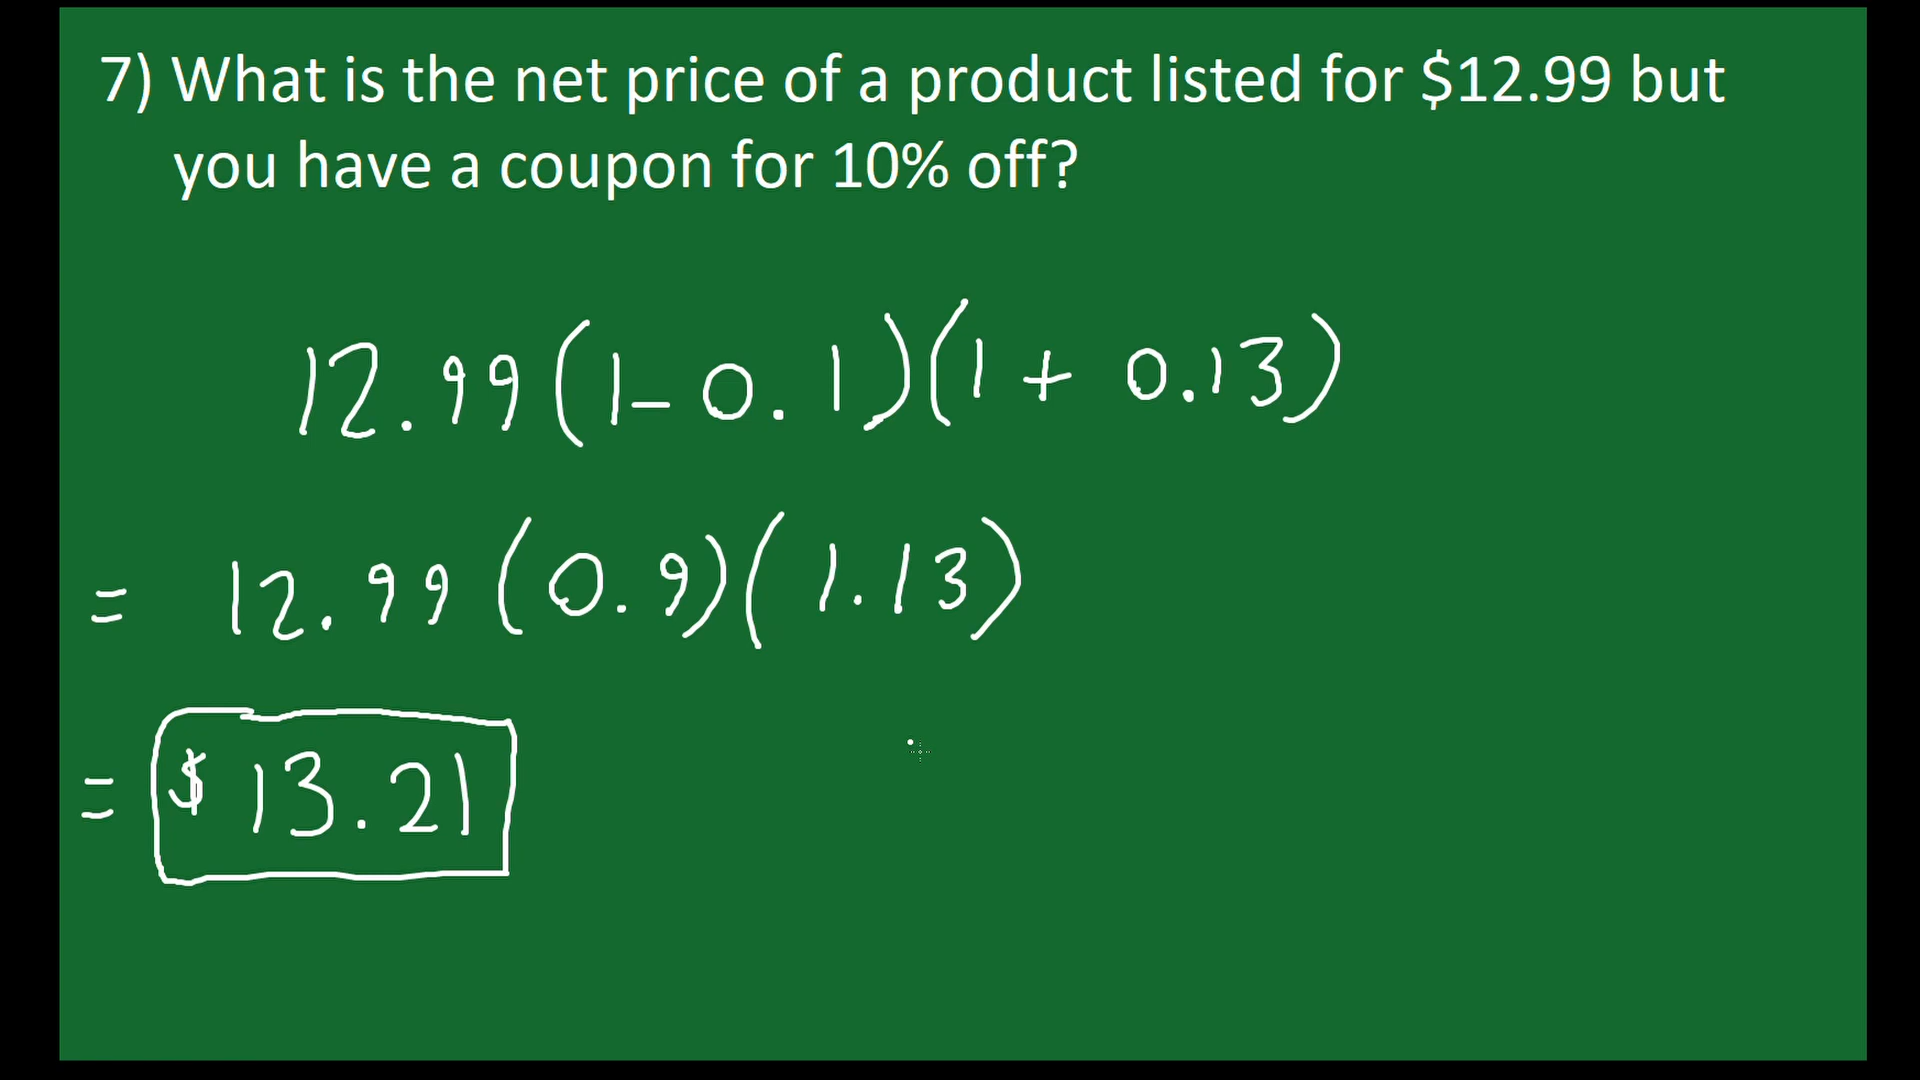 7) What is the net price of a product listed for $12.99 but
you have a coupon for 10% off?
12.99(1-0.1)(1+0.13)
= 12.99(0.9)(1.13)
= $13.21